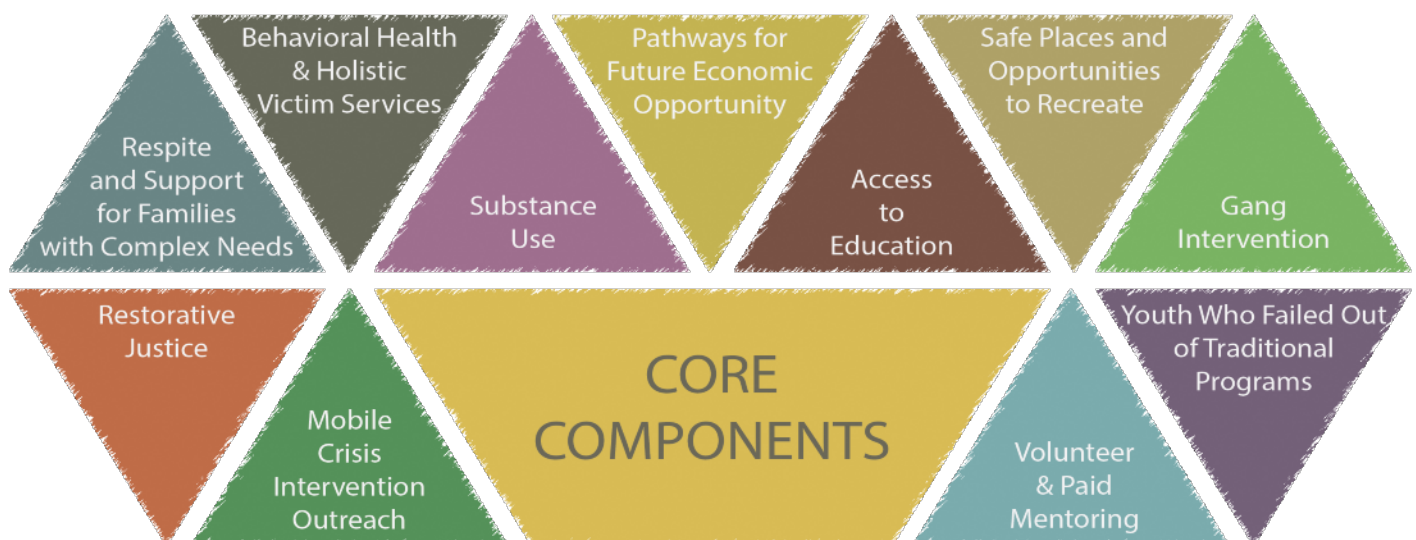 Respite
and Support
for Families
with Complex Needs
Behavioral Health
& Holistic
Victim Services
Substance
Use
Pathways for
Future Economic
Opportunity
Access
to
Education
Safe Places and
Opportunities
to Recreate
Gang
Intervention
Restorative
Justice
Mobile
Crisis
Intervention
Outreach
CORE
COMPONENTS
Volunteer
& Paid
Mentoring
Youth Who Failed Out
of Traditional
Programs